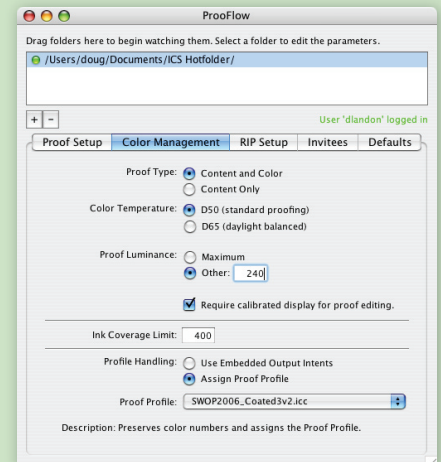 ProoFlow
Drag folders here to begin watching them. Select a folder to edit the parameters.
/Users/doug/Documents/ICS Hotfolder/
+ -
User 'dlandon' logged in
Proof Setup Color Management RIP Setup Invitees Defaults
Proof Type: Content and Color
Content Only
Color Temperature: D50 (standard proofing)
D65 (daylight balanced)
Proof Luminance: Maximum
Other: 240
Require calibrated display for proof editing.
Ink Coverage Limit: 400
Profile Handling: Use Embedded Output Intents
Assign Proof Profile
Proof Profile: SWOP2006_Coated3v2.icc
Description: Preserves color numbers and assigns the Proof Profile.